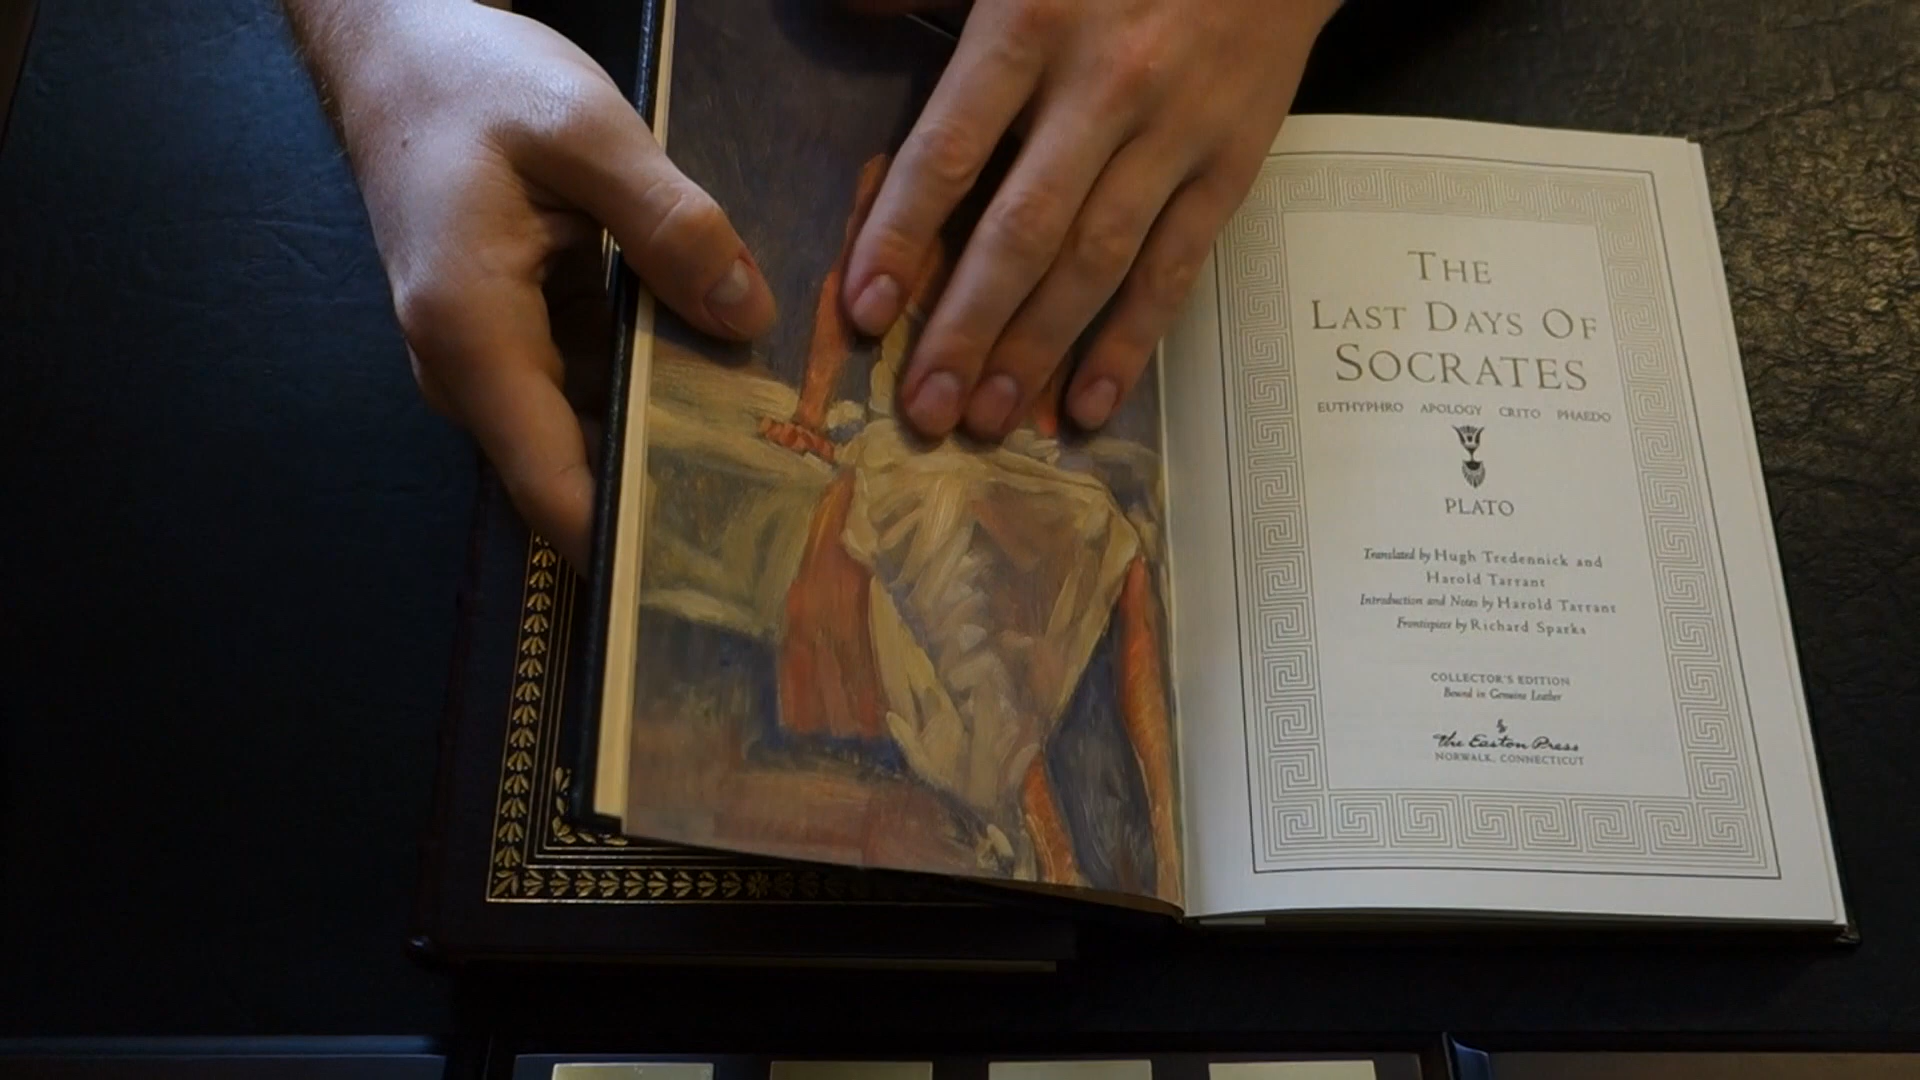 THE
LAST DAYS OF
SOCRATES
EUTHYPHRO APOLOGY CRITO PHAEDO
PLATO
Translated by Hugh Tredennick and
Harold Tarrant
Introduction and Notes by Harold Tarrant
Frontispiece by Richard Sparks
COLLECTOR'S EDITION
Bound in Genuine Leather
The Easton Press
NORWALK, CONNECTICUT